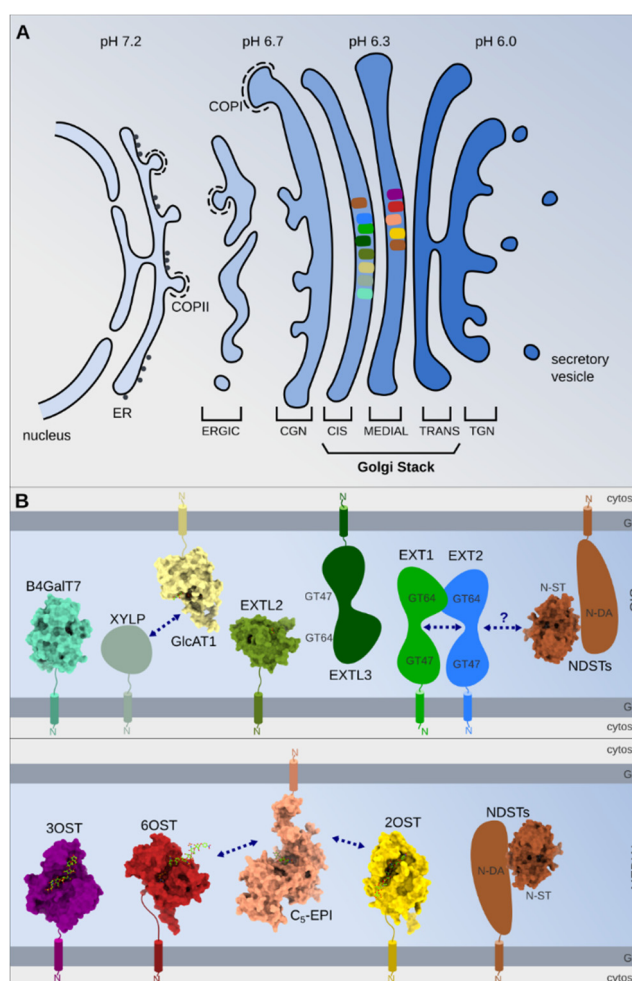 A
pH 7.2 pH 6.7 pH 6.3 pH 6.0
COPI
COPII
ER
nucleus
secretory
vesicle
ERGIC CGN CIS MEDIAL TRANS TGN
Golgi Stack
B
N N N cytos
G
B4GalT7 XYLP GlcAT1 EXTL2 EXTL3 EXT1 EXT2 NDSTs
GT47 GT64 GT64 GT64 N-ST
GT47 GT47 N-DA
?
G
N N N N N cytos
N cytos
G
3OST 6OST C5-EPI 2OST NDSTs
N-DA
N-ST
G
N N N N cytos